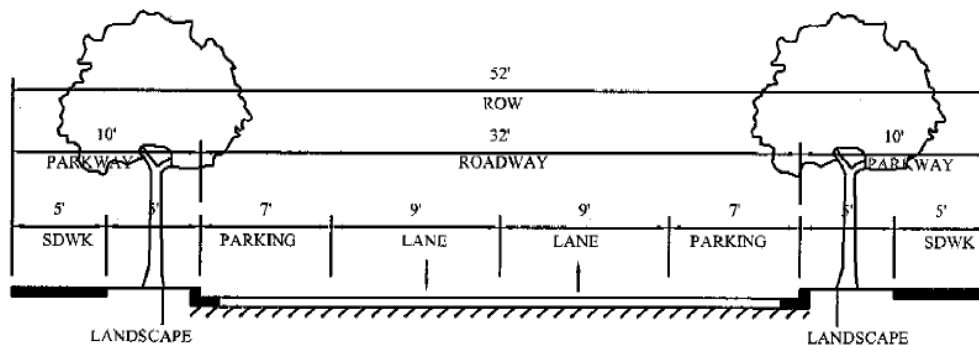 52'
ROW
10' 32' 10'
PARKWAY ROADWAY PARKWAY
5' 5' 7' 9' 9' 7' 5' 5'
SDWK PARKING LANE LANE PARKING SDWK
LANDSCAPE LANDSCAPE